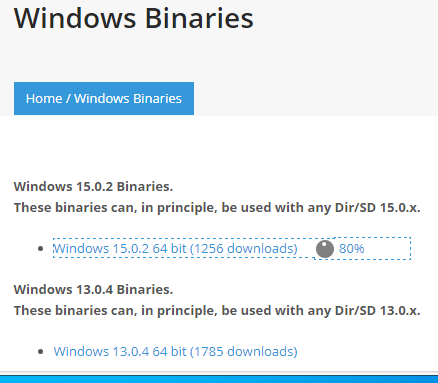 Windows Binaries
Home / Windows Binaries
Windows 15.0.2 Binaries.
These binaries can, in principle, be used with any Dir/SD 15.0.x.
Windows 15.0.2 64 bit (1256 downloads) 80%
Windows 13.0.4 Binaries.
These binaries can, in principle, be used with any Dir/SD 13.0.x.
Windows 13.0.4 64 bit (1785 downloads)